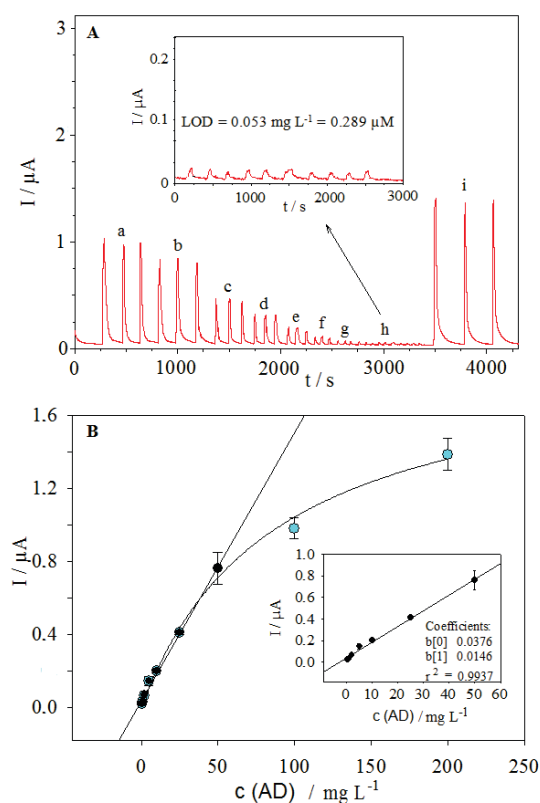 A
3
2
1
0
I / μA
0
1000
2000
3000
4000
t / s
a
b
c
d
e
f
g
h
i
0.2
0.1
0
I / μA
LOD = 0.053 mg L⁻¹ = 0.289 μM
0
1000
2000
3000
t / s
B
1.6
1.2
0.8
0.4
0.0
I / μA
0
50
100
150
200
c (AD) / mg L⁻¹
1.0
0.8
0.6
0.4
0.2
0.0
I / μA
Coefficients:
b[0] 0.0376
b[1] 0.0146
r ² = 0.9937
0 10 20 30 40 50 60
c (AD) / mg L⁻¹